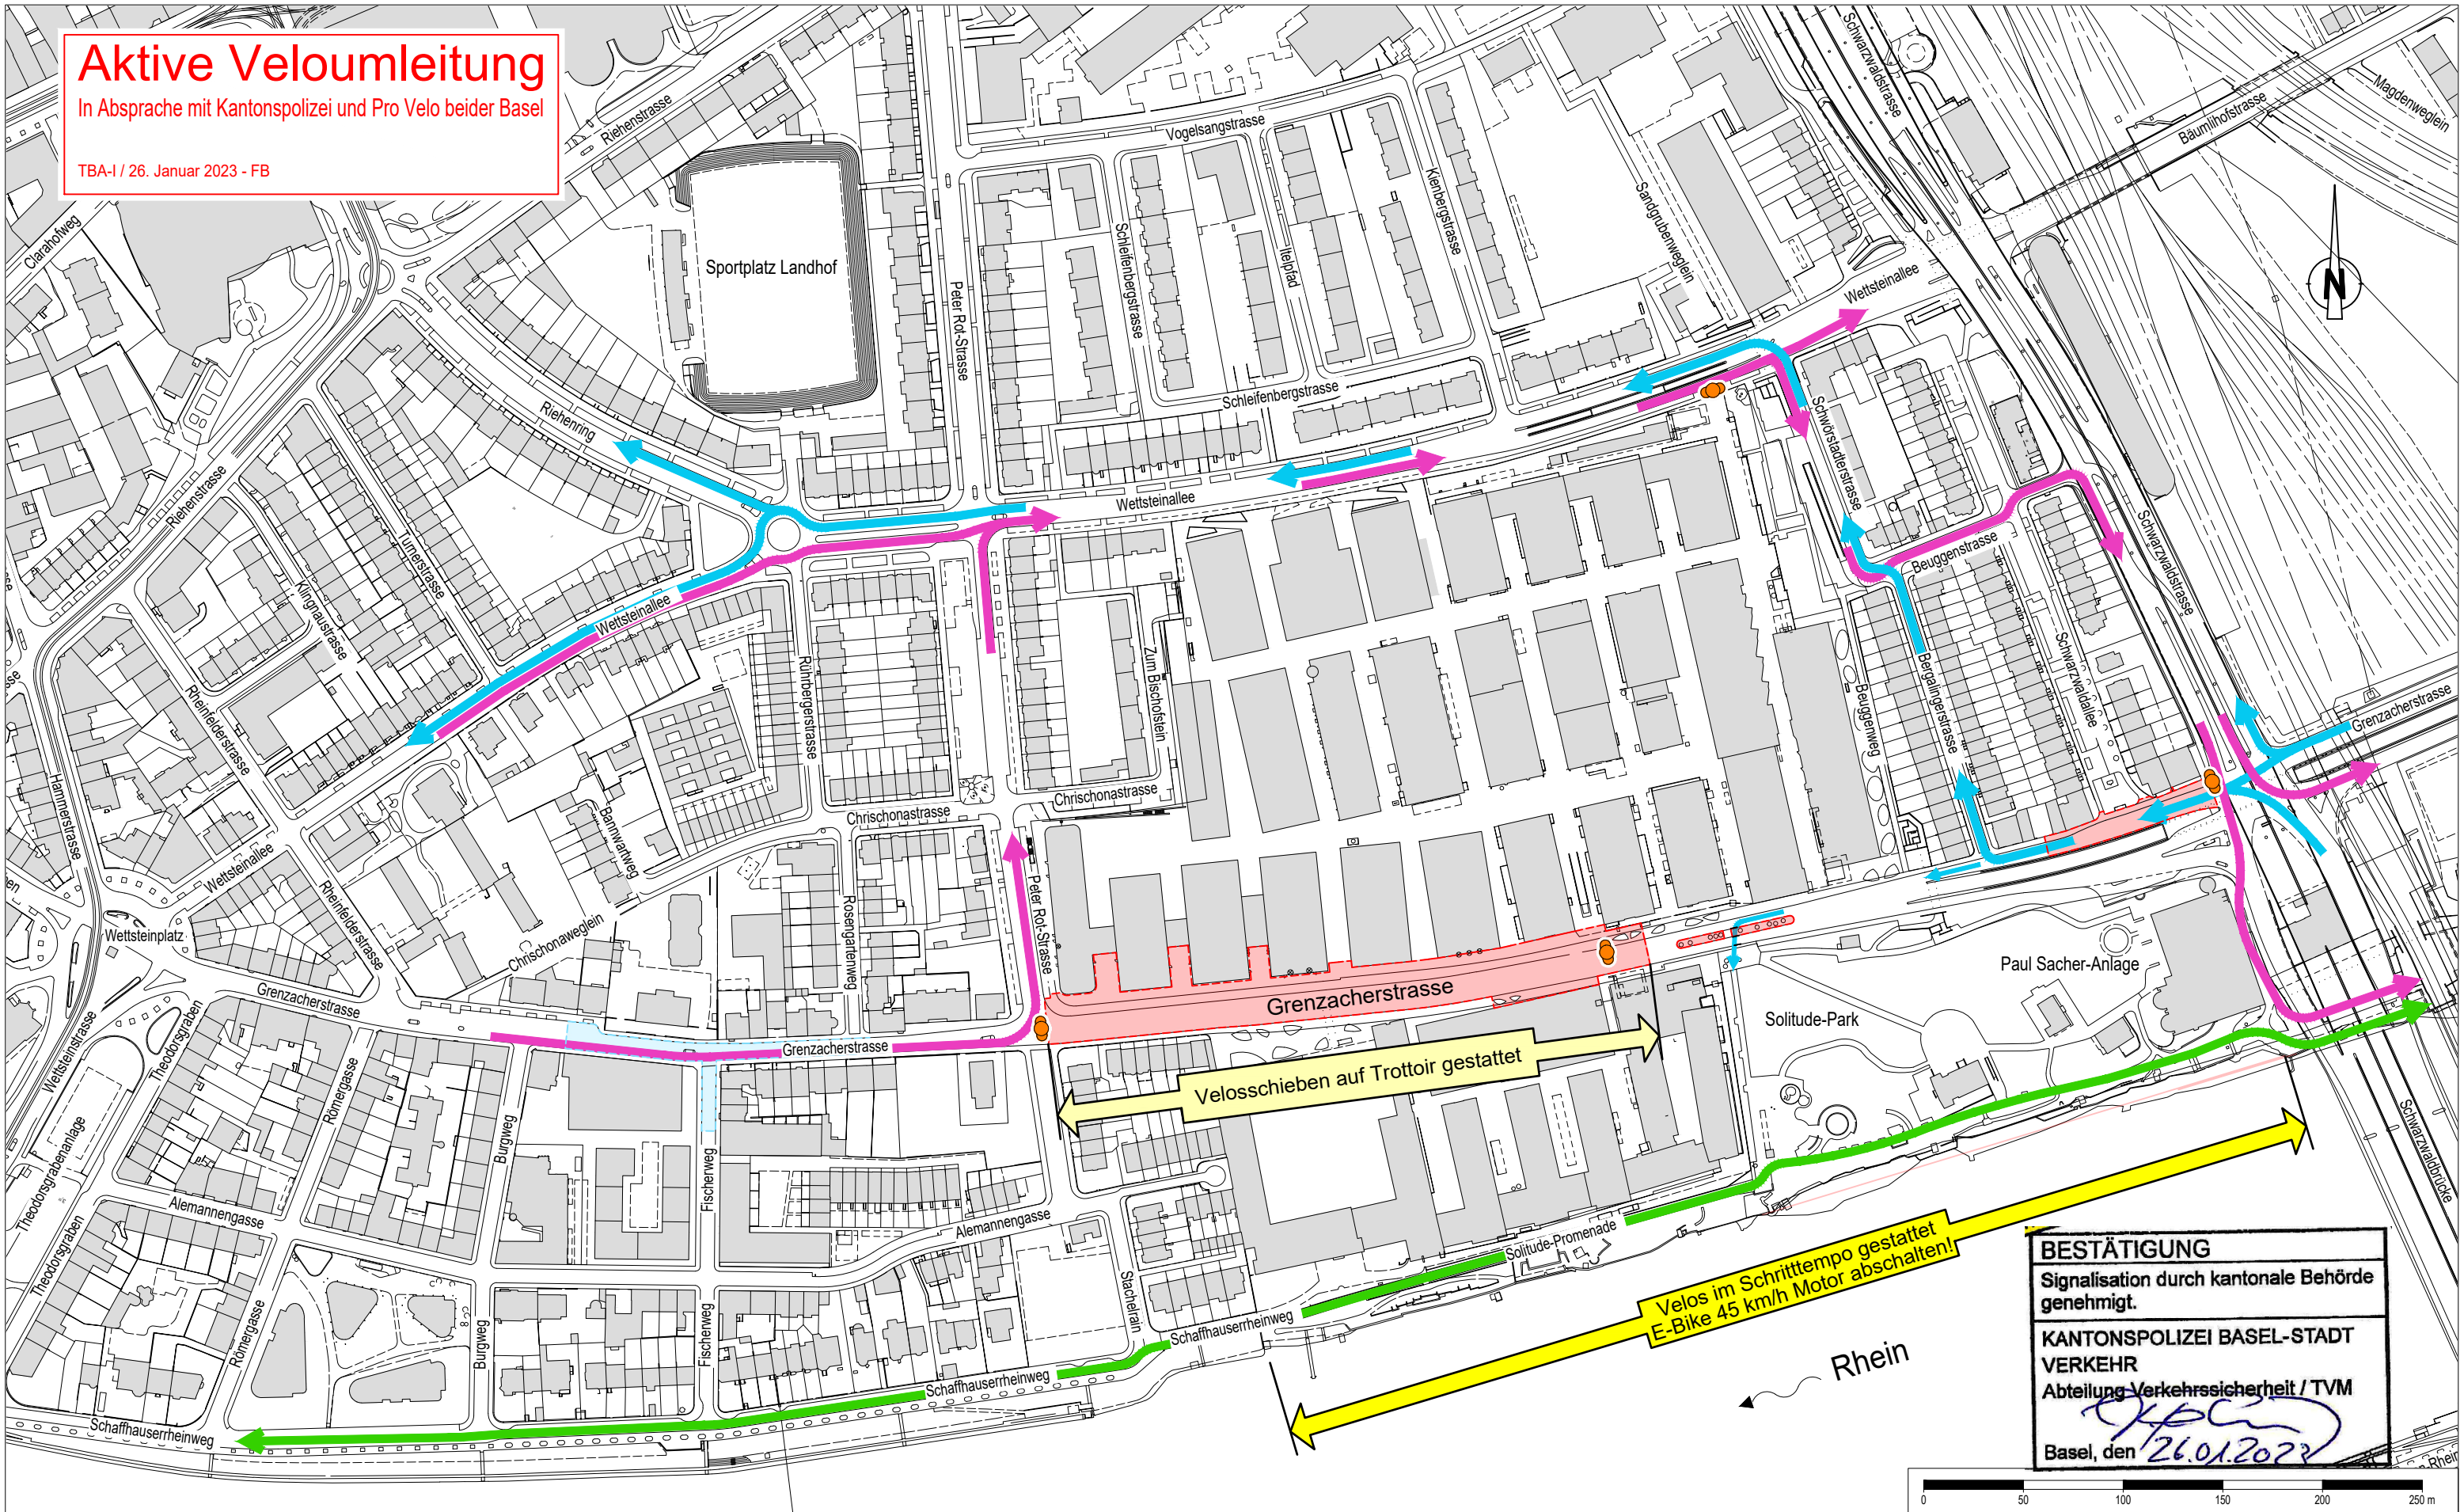 Aktive Veloumleitung
In Absprache mit Kantonspolizei und Pro Velo beider Basel
TBA-I / 26. Januar 2023 - FB
Clarahofweg
Riehenstrasse
Sportplatz Landhof
Peter Rot-Strasse
Vogelsangstrasse
Schleifenbergstrasse
Ittelpfad
Kienbergstrasse
Sandgrubenweglein
Schwarzwaldstrasse
Bäumlihofstrasse
Magdenweglein
N
Wettsteinallee
Schleifenbergstrasse
Riehenring
Schwörstadterstrasse
Wettsteinallee
Riehenstrasse
Turnerstrasse
Klingnaustrasse
Wettsteinallee
Beuggenstrasse
Schwarzwaldstrasse
Rheinfelderstrasse
Rührbergerstrasse
Zum Bischofstein
Beuggenweg
Bergalingerstrasse
Schwarzwaldallee
Grenzacherstrasse
Hammerstrasse
Bannwartweg
Chrischonastrasse
Chrischonastrasse
Wettsteinallee
Rheinfelderstrasse
Chrischonaweglein
Rosengartenweg
Peter Rot-Strasse
Wettsteinplatz
Grenzacherstrasse
Grenzacherstrasse
Grenzacherstrasse
Paul Sacher-Anlage
Solitude-Park
Velosschieben auf Trottoir gestattet
Wettsteinstrasse
Theodorsgraben
Römergasse
Burgweg
Fischerweg
Theodorsgrabenanlage
Alemannengasse
Alemannengasse
Theodorsgraben
Schwarzwaldbrücke
Solitude-Promenade
Stachelrain
Schaffhauserrheinweg
Velos im Schritttempo gestattet
E-Bike 45 km/h Motor abschalten!
Rhein
Römergasse
Burgweg
Fischerweg
Schaffhauserrheinweg
Schaffhauserrheinweg
BESTÄTIGUNG
Signalisation durch kantonale Behörde
genehmigt.
KANTONSPOLIZEI BASEL-STADT
VERKEHR
Abteilung Verkehrssicherheit / TVM
Basel, den 26.01.2023
0 50 100 150 200 250 m